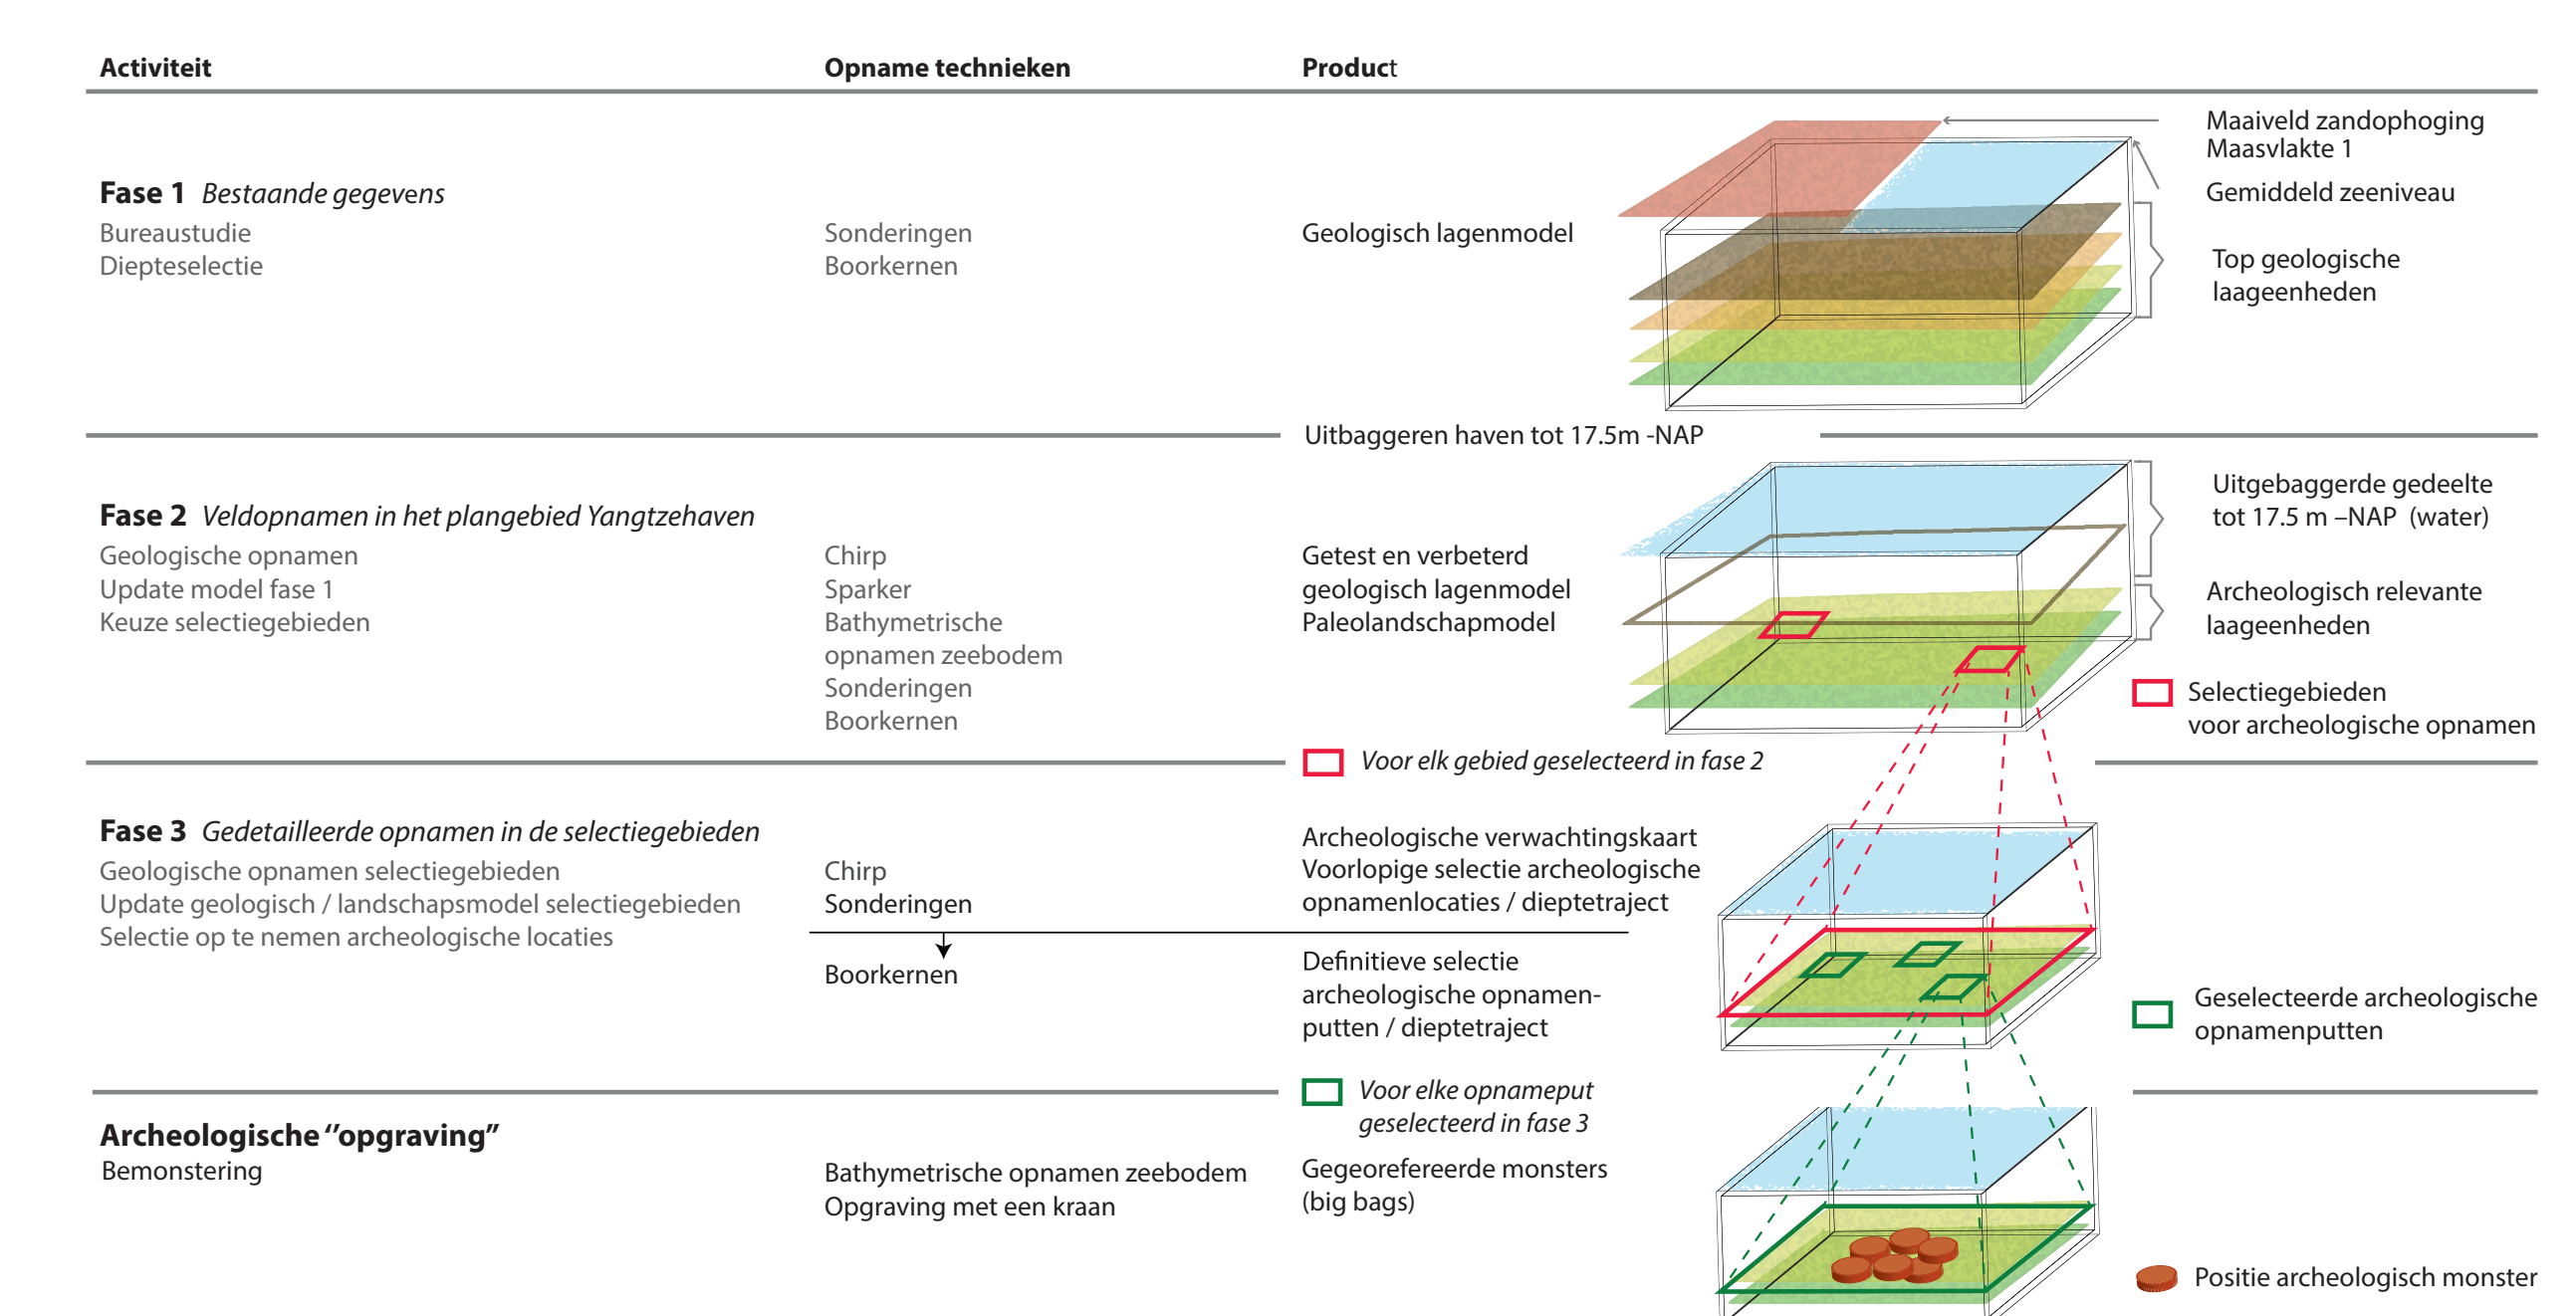 Activiteit
Opname technieken
Product
Fase 1 Bestaande gegevens
Bureaustudie
Diepteselectie
Sonderingen
Boorkernen
Geologisch lagenmodel
Maaiveld zandophoging
Maasvlakte 1
Gemiddeld zeeniveau
Top geologische
laageenheden
Uitbaggeren haven tot 17.5m -NAP
Fase 2 Veldopnamen in het plangebied Yangtzehaven
Geologische opnamen
Update model fase 1
Keuze selectiegebieden
Chirp
Sparker
Bathymetrische
opnamen zeebodem
Sonderingen
Boorkernen
Getest en verbeterd
geologisch lagenmodel
Paleolandschapmodel
Uitgebaggerde gedeelte
tot 17.5 m –NAP (water)
Archeologisch relevante
laageenheden
Selectiegebieden
voor archeologische opnamen
Voor elk gebied geselecteerd in fase 2
Fase 3 Gedetailleerde opnamen in de selectiegebieden
Geologische opnamen selectiegebieden
Update geologisch / landschapsmodel selectiegebieden
Selectie op te nemen archeologische locaties
Chirp
Sonderingen
Boorkernen
Archeologische verwachtingskaart
Voorlopige selectie archeologische
opnamenlocaties / dieptetraject
Definitieve selectie
archeologische opnamen-
putten / dieptetraject
Geselecteerde archeologische
opnamenputten
Voor elke opnameput
geselecteerd in fase 3
Archeologische ‘’opgraving’’
Bemonstering
Bathymetrische opnamen zeebodem
Opgraving met een kraan
Gegeorefereerde monsters
(big bags)
Positie archeologisch monster